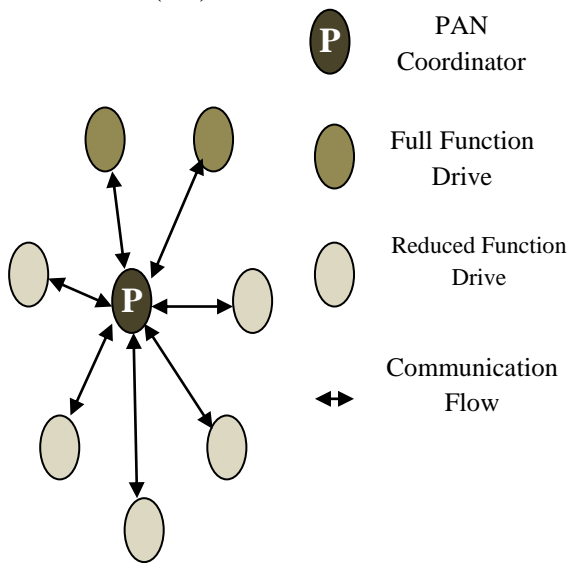 P
PAN
Coordinator
Full Function
Drive
Reduced Function
Drive
P
Communication
Flow